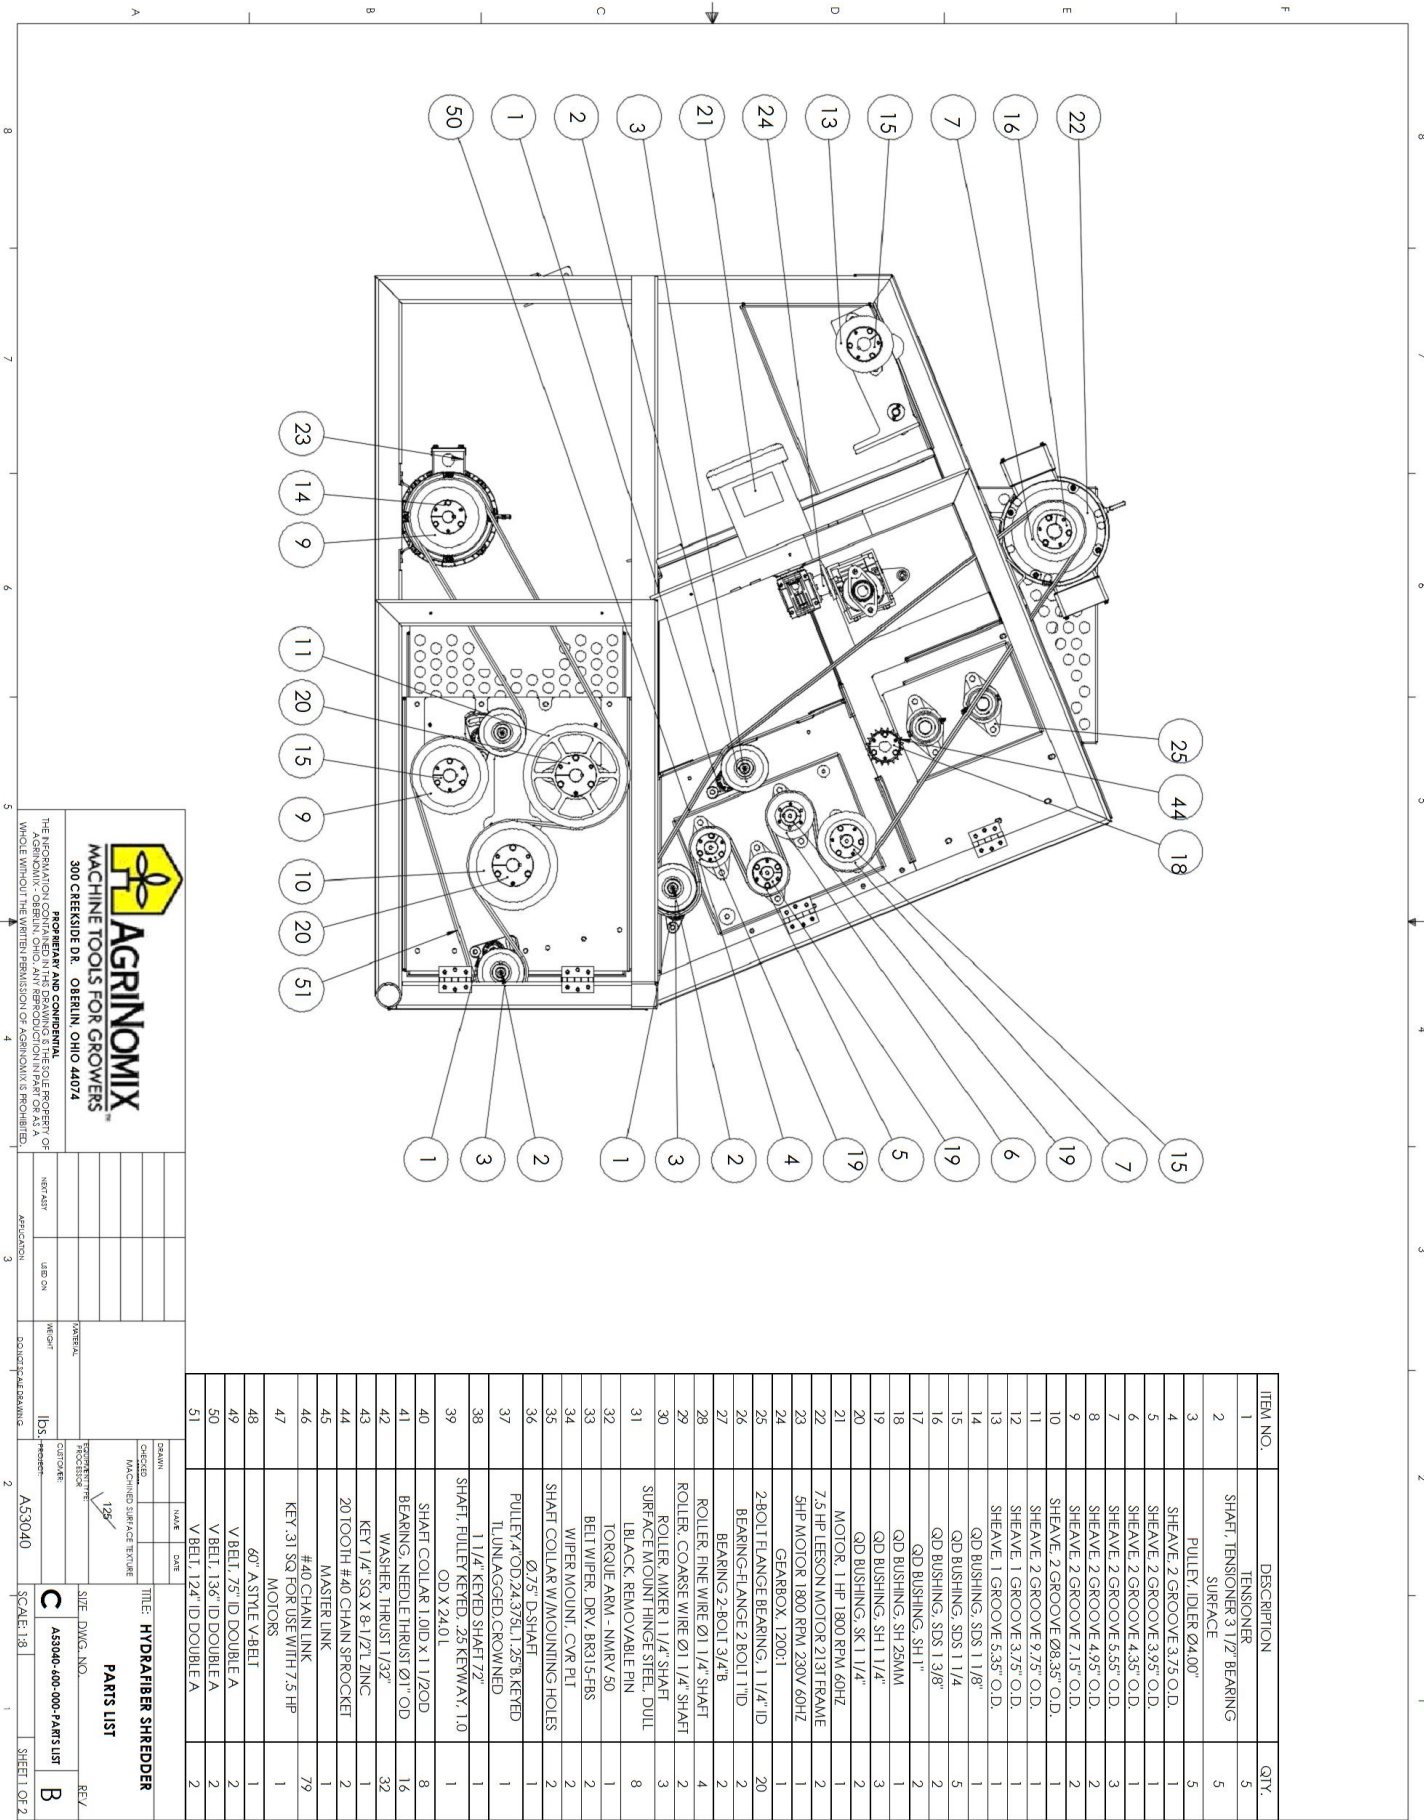 F
E
D
C
B
A
8
7
6
5
4
3
2
1
22
16
7
15
13
24
21
3
2
1
50
23
14
9
11
20
15
9
10
20
51
25
44
18
15
7
19
6
19
5
19
4
2
3
1
2
3
1
ITEM NO. DESCRIPTION QTY.
1 TENSIONER 5
2 SHAFT, TENSIONER 3 1/2" BEARING SURFACE 5
3 PULLEY, IDLER Ø4.00" 5
4 SHEAVE, 2 GROOVE 3.75 O.D. 1
5 SHEAVE, 2 GROOVE 3.95" O.D. 1
6 SHEAVE, 2 GROOVE 4.35" O.D. 1
7 SHEAVE, 2 GROOVE 5.55" O.D. 3
8 SHEAVE, 2 GROOVE 4.95" O.D. 2
9 SHEAVE, 2 GROOVE 7.15" O.D. 2
10 SHEAVE, 2 GROOVE Ø8.35" O.D. 1
11 SHEAVE, 2 GROOVE 9.75" O.D. 1
12 SHEAVE, 1 GROOVE 3.75" O.D. 1
13 SHEAVE, 1 GROOVE 5.35" O.D. 1
14 QD BUSHING, SDS 1 1/8" 1
15 QD BUSHING, SDS 1 1/4 5
16 QD BUSHING, SDS 1 3/8" 2
17 QD BUSHING, SH 1" 2
18 QD BUSHING, SH 25MM 1
19 QD BUSHING, SH 1 1/4" 3
20 QD BUSHING, SK 1 1/4" 2
21 MOTOR, 1 HP 1800 RPM 60HZ 1
22 7.5 HP LEESON MOTOR 213T FRAME 2
23 5HP MOTOR 1800 RPM 230V 60HZ 1
24 GEARBOX, 1200:1 1
25 2-BOLT FLANGE BEARING, 1 1/4" ID 20
26 BEARING-FLANGE 2 BOLT 1"ID 2
27 BEARING 2-BOLT 3/4"B 2
28 ROLLER, FINE WIRE Ø1 1/4" SHAFT 4
29 ROLLER, COARSE WIRE Ø1 1/4" SHAFT 2
30 ROLLER, MIXER 1 1/4" SHAFT 3
31 SURFACE MOUNT HINGE STEEL, DULL LBLACK, REMOVABLE PIN 8
32 TORQUE ARM - NMRV 50 1
33 BELT WIPER, DRV, BR315-FBS 2
34 WIPER MOUNT, CVR PLT 2
35 SHAFT COLLAR W/MOUNTING HOLES 2
36 Ø.75" D-SHAFT 1
37 PULLEY,4"OD,24.375L,1.25"B,KEYED TL,UNLAGGED,CROWNED 1
38 1 1/4" KEYED SHAFT 72" 1
39 SHAFT, FULLEY KEYED, .25 KEYWAY, 1.0 OD X 24.0 L 1
40 SHAFT COLLAR 1.0ID x 1 1/2OD 8
41 BEARING, NEEDLE THRUST Ø1" OD 16
42 WASHER, THRUST 1/32" 32
43 KEY 1/4" SQ X 8-1/2"L ZINC 1
44 20 TOOTH #40 CHAIN SPROCKET 2
45 MASTER LINK 1
46 #40 CHAIN LINK 79
47 KEY .31 SQ FOR USE WITH 7.5 HP MOTORS 1
48 60" A STYLE V-BELT 1
49 V BELT, 75" ID DOUBLE A 2
50 V BELT, 136" ID DOUBLE A 2
51 V BELT, 124" ID DOUBLE A 2
AGRINOMIX
MACHINE TOOLS FOR GROWERS™
300 CREEKSIDE DR. OBERLIN, OHIO 44074
PROPRIETARY AND CONFIDENTIAL
THE INFORMATION CONTAINED IN THIS DRAWING IS THE SOLE PROPERTY OF
AGRINOMIX - OBERLIN, OHIO. ANY REPRODUCTION IN PART OR AS A
WHOLE WITHOUT THE WRITTEN PERMISSION OF AGRINOMIX IS PROHIBITED.
NEXT ASSY USED ON
APPLICATION
MATERIAL
WEIGHT lbs.
DO NOT SCALE DRAWING
NAME DATE
DRAWN
CHECKED
MACHINED SURFACE TEXTURE
125
EQUIPMENT TYPE:
PROCESSOR
CUSTOMER:
PROJECT: A53040
TITLE: HYDRAFIBER SHREDDER
PARTS LIST
SIZE DWG. NO. REV
C A53040-600-000-PARTS LIST B
SCALE: 1:8 SHEET 1 OF 2